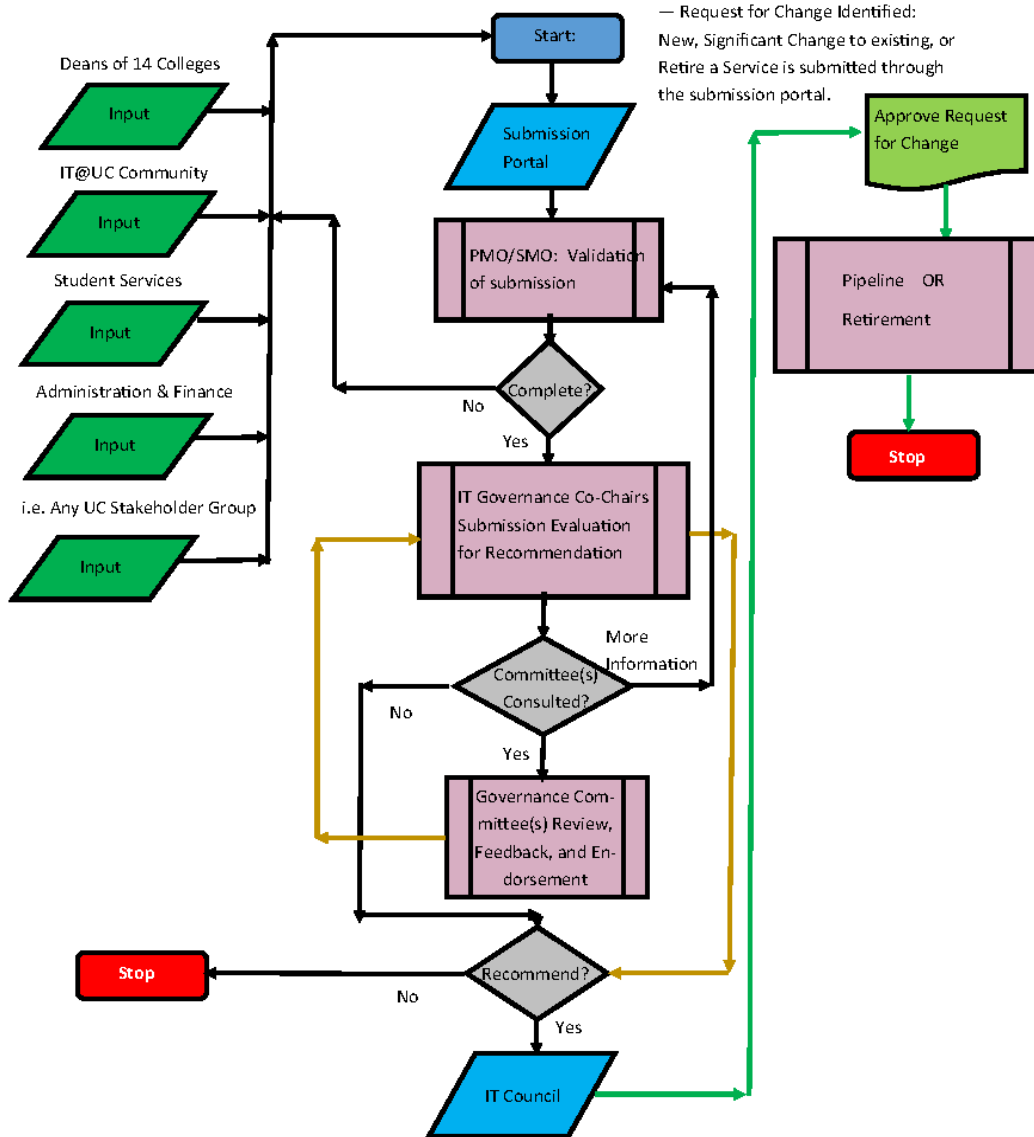 — Request for Change Identified:
New, Significant Change to existing, or
Retire a Service is submitted through
the submission portal.
Start:
Deans of 14 Colleges
Input
IT@UC Community
Input
Student Services
Input
Administration & Finance
Input
i.e. Any UC Stakeholder Group
Input
Submission
Portal
PMO/SMO: Validation
of submission
Complete?
No
Yes
IT Governance Co-Chairs
Submission Evaluation
for Recommendation
More
Information
Committee(s)
Consulted?
No
Yes
Governance Com-
mittee(s) Review,
Feedback, and En-
dorsement
Recommend?
No
Stop
Yes
IT Council
Approve Request
for Change
Pipeline OR
Retirement
Stop